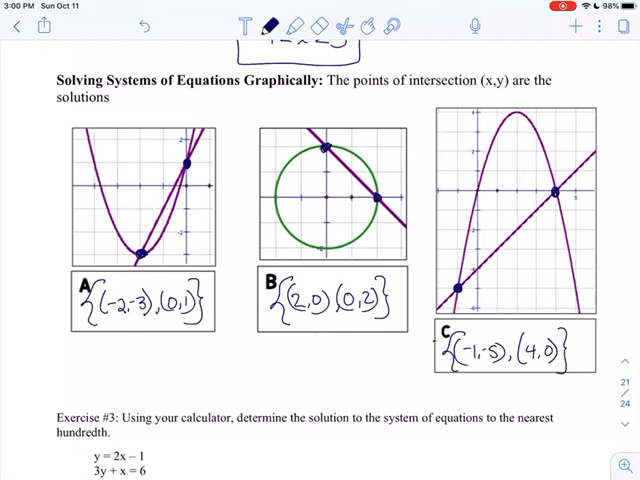 3:00 PM Sun Oct 11
98%
Solving Systems of Equations Graphically: The points of intersection (x,y) are the
solutions
A {(-2,-3), (0,1)}
B {(2,0) (0,2)}
C {(-1,-5), (4,0)}
Exercise #3: Using your calculator, determine the solution to the system of equations to the nearest
hundredth.
y = 2x – 1
3y + x = 6
21
/
24